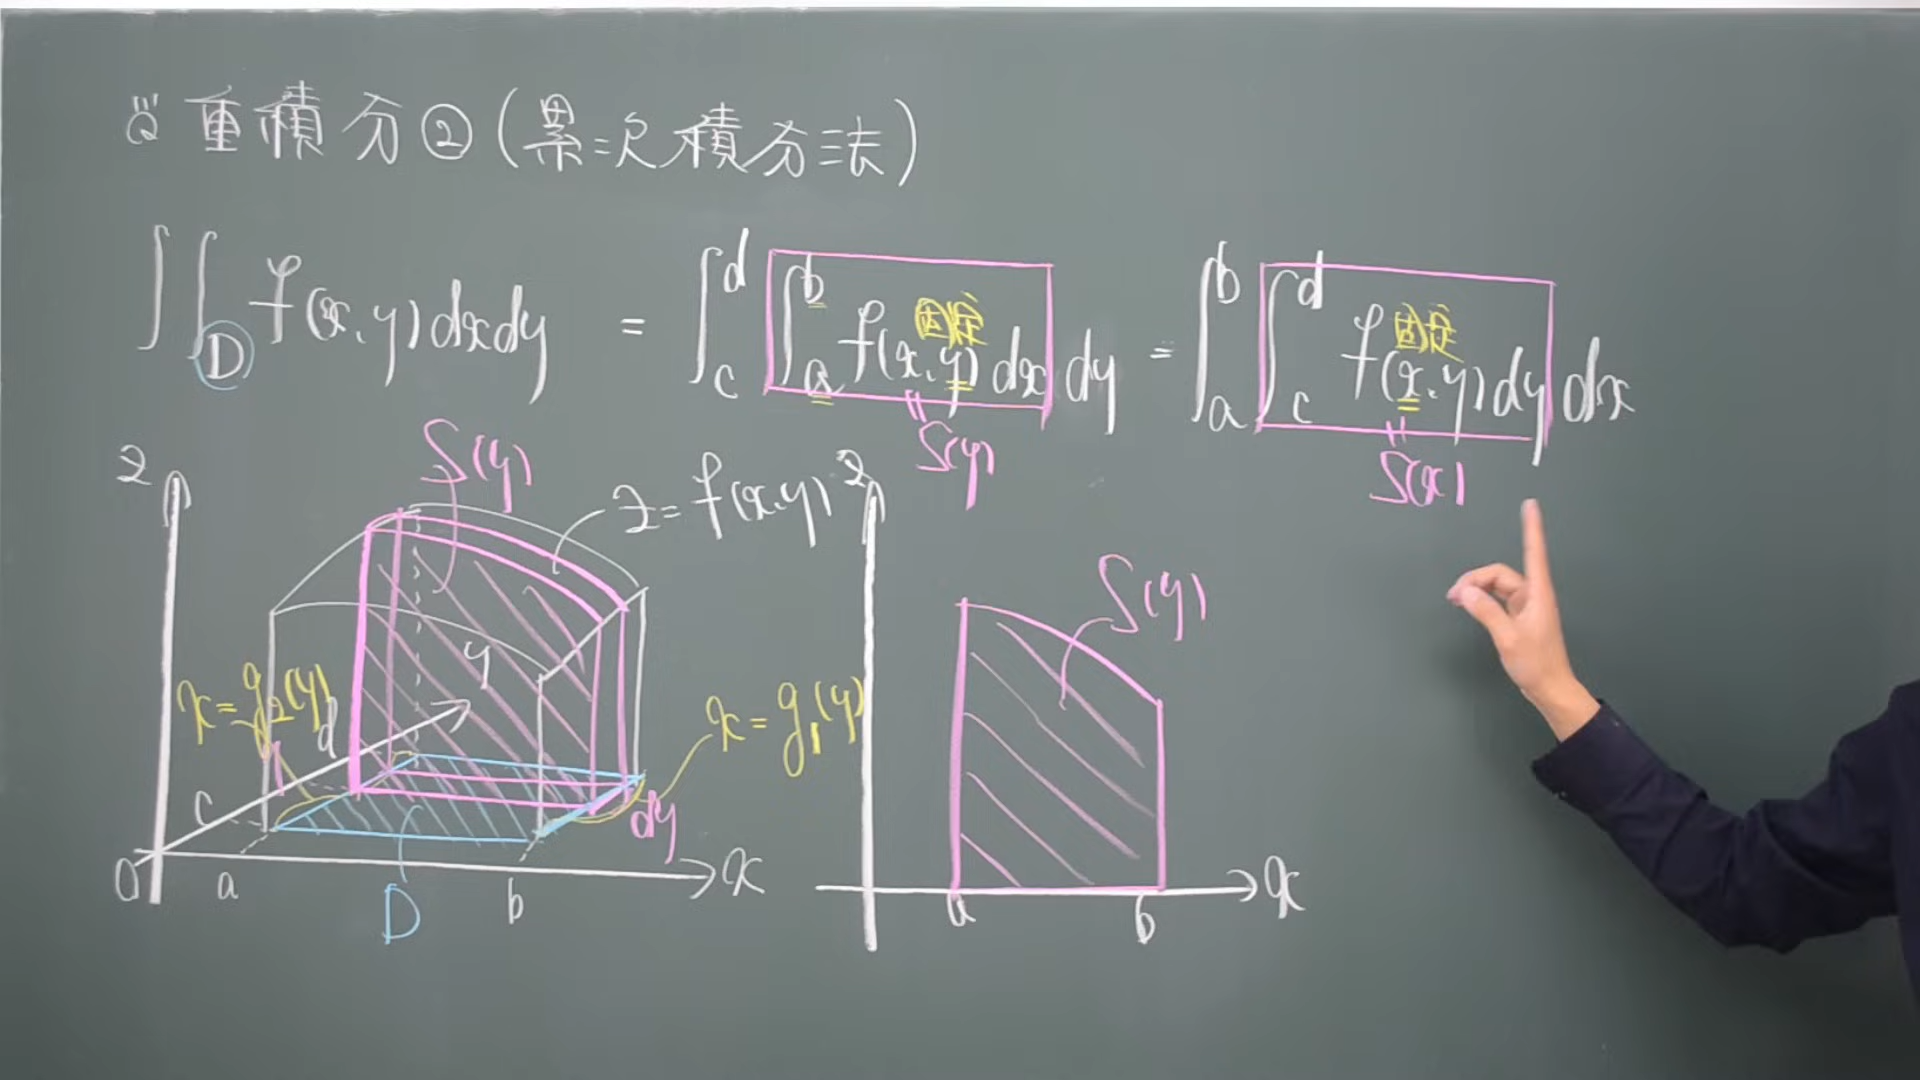 重積分②(累次積分法)
∫∫_D f(x,y)dxdy = ∫_c^d ∫_a^b f(x,y)dx dy = ∫_a^b ∫_c^d f(x,y)dy dx
固定 固定
S(y) S(x)
z S(y) z=f(x,y) z
S(y)
y
x=g2(y) d x=g1(y)
c dy
O a D b x a b x